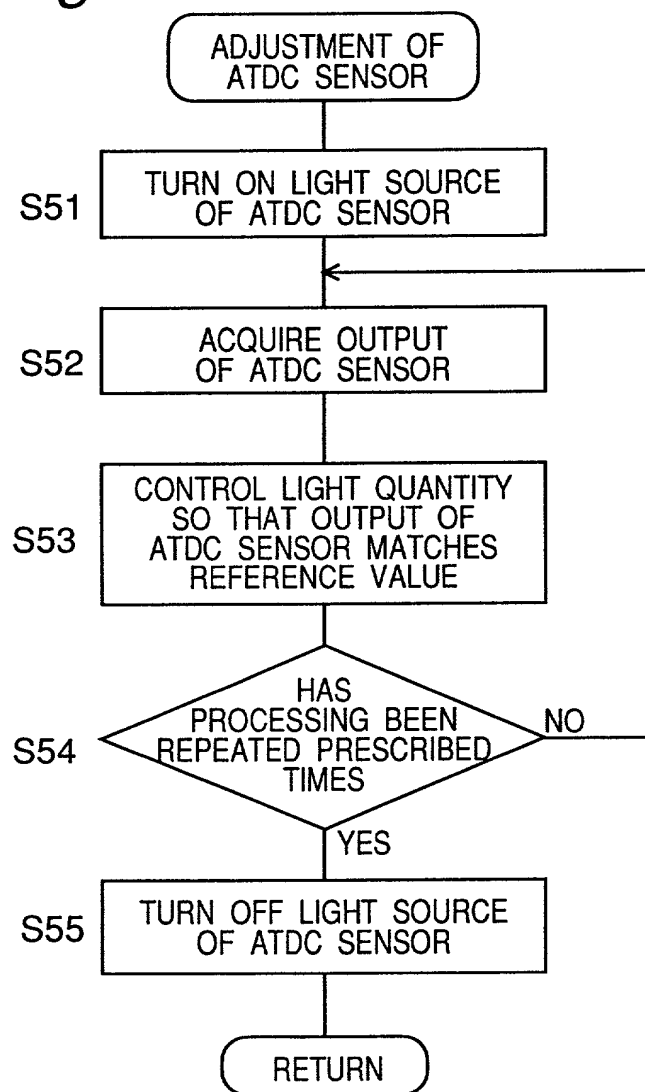 ADJUSTMENT OF
ATDC SENSOR
S51
TURN ON LIGHT SOURCE
OF ATDC SENSOR
S52
ACQUIRE OUTPUT
OF ATDC SENSOR
S53
CONTROL LIGHT QUANTITY
SO THAT OUTPUT OF
ATDC SENSOR MATCHES
REFERENCE VALUE
S54
HAS
PROCESSING BEEN
REPEATED PRESCRIBED
TIMES
NO
YES
S55
TURN OFF LIGHT SOURCE
OF ATDC SENSOR
RETURN